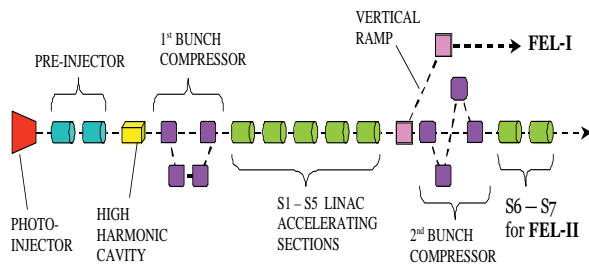 VERTICAL
RAMP
FEL-I
1st BUNCH
COMPRESSOR
PRE-INJECTOR
PHOTO-
INJECTOR
HIGH
HARMONIC
CAVITY
S1 – S5 LINAC
ACCELERATING
SECTIONS
2nd BUNCH
COMPRESSOR
S6 – S7
for FEL-II